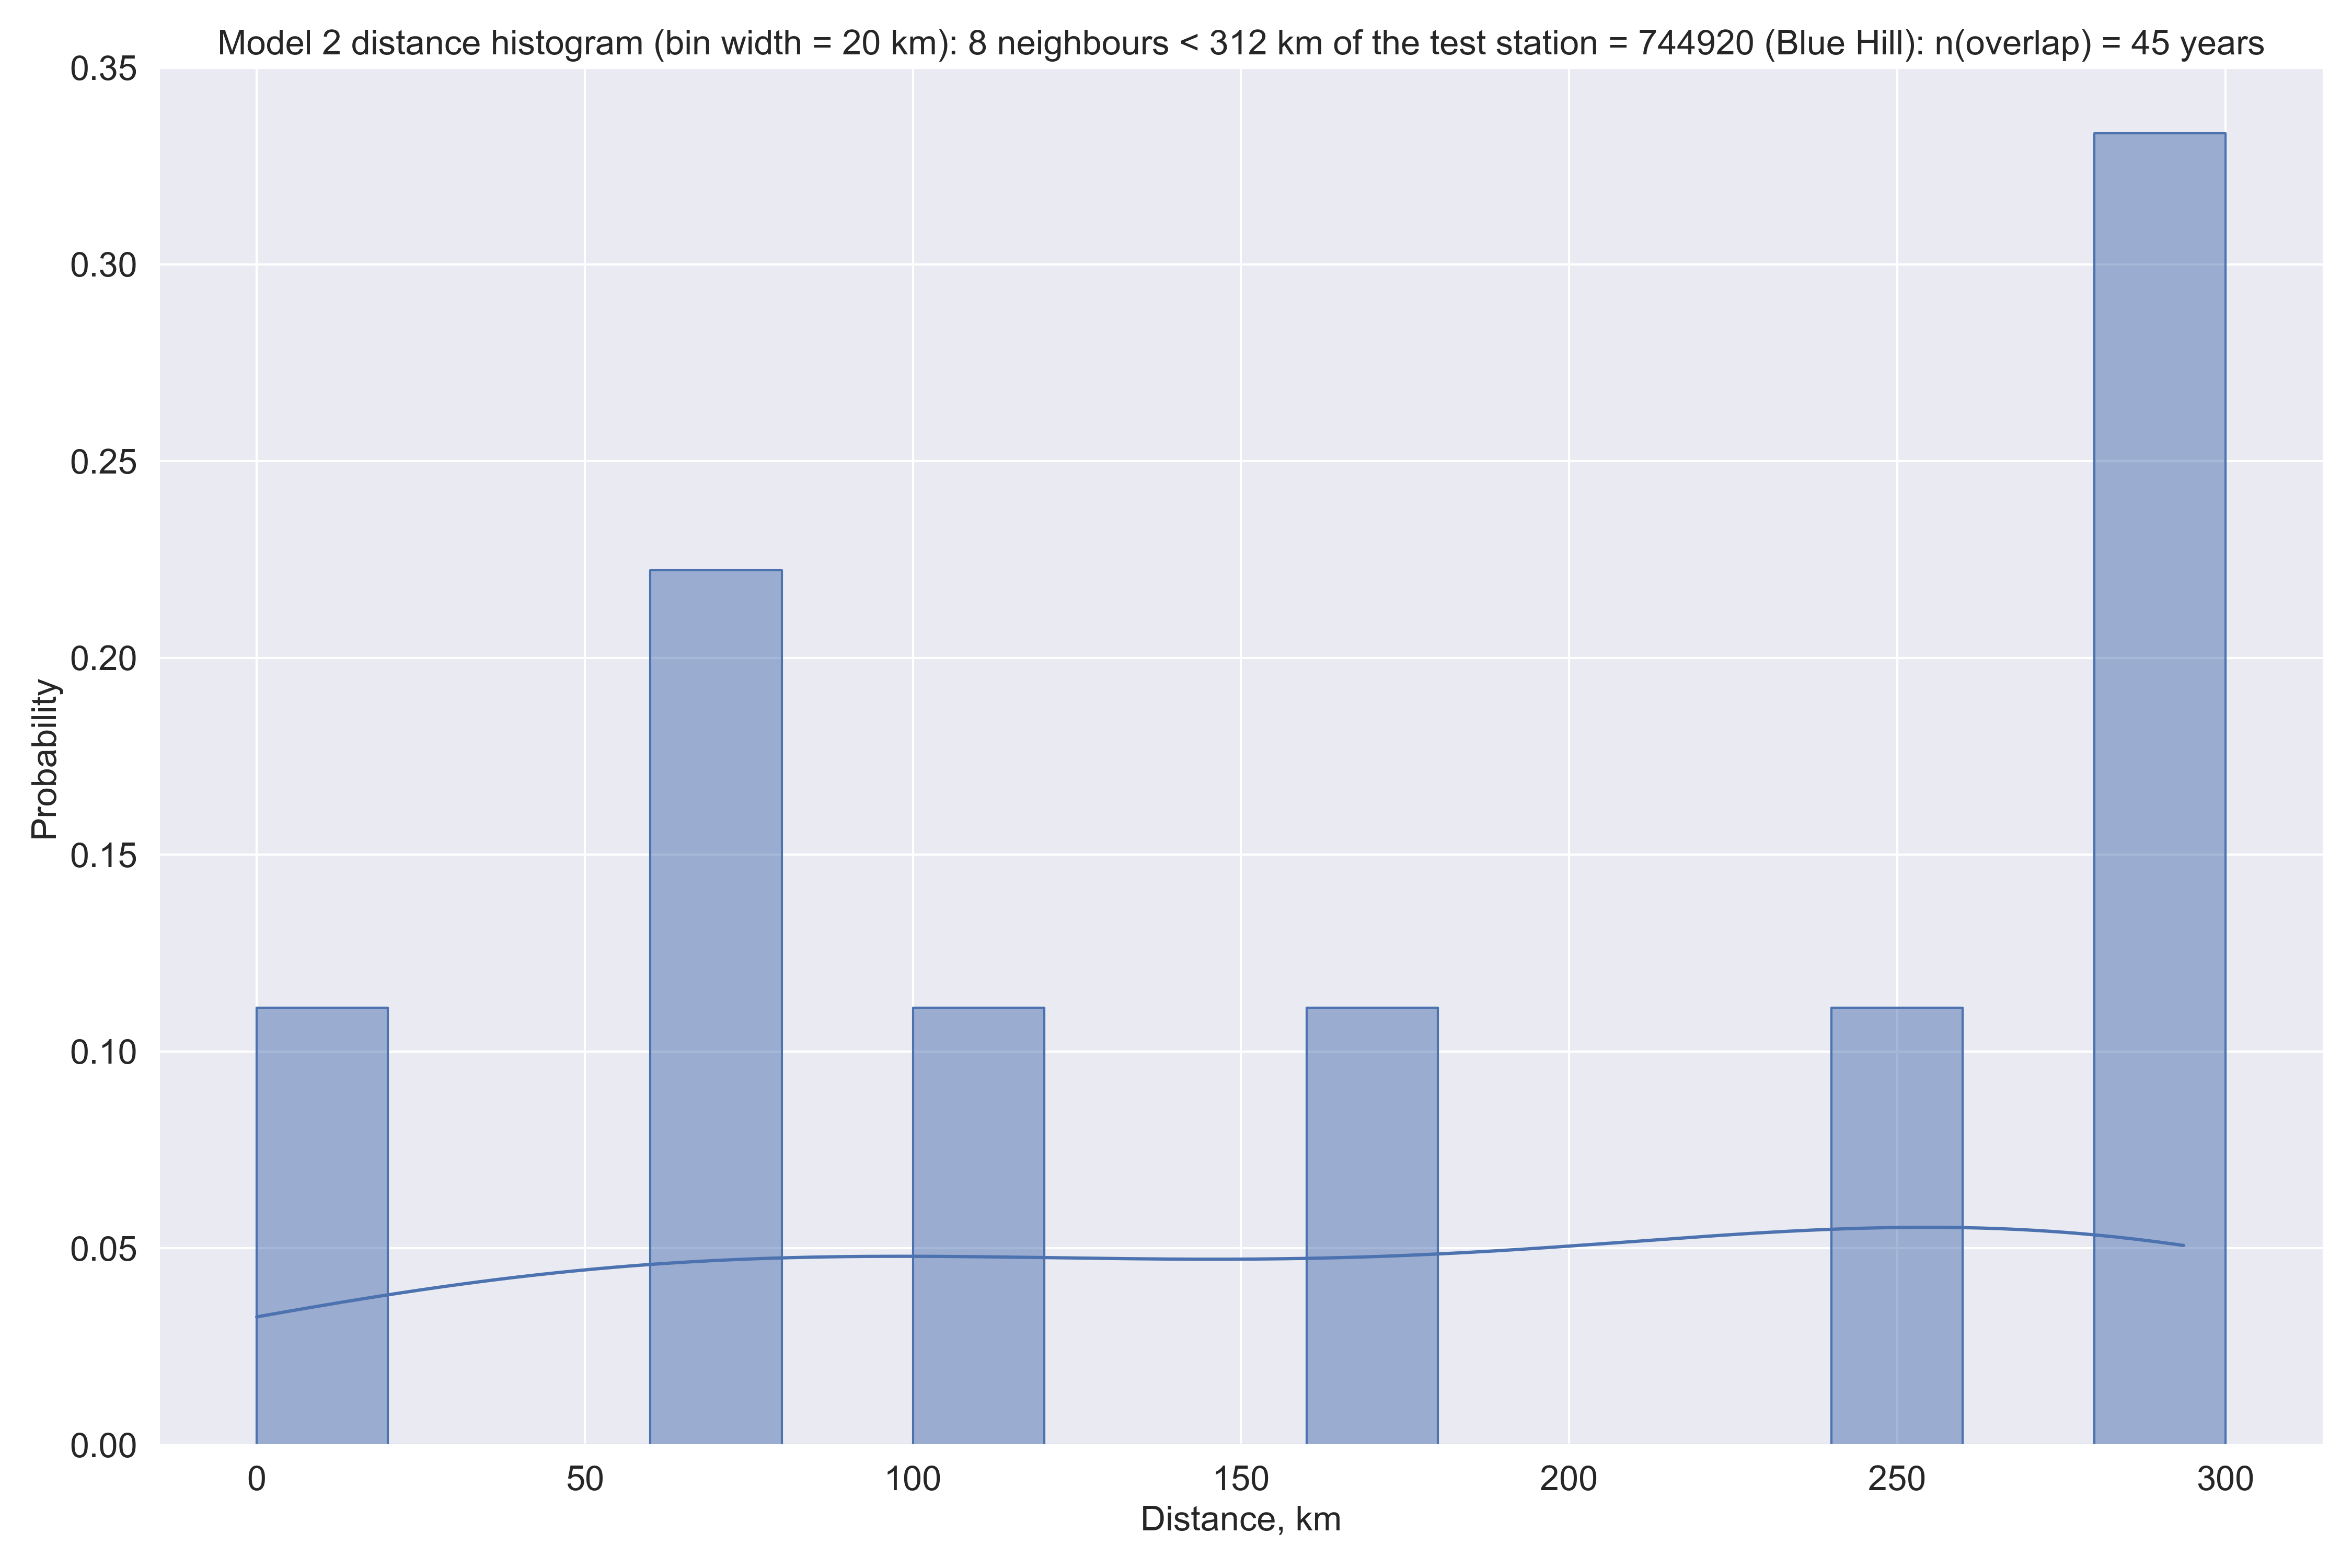 Model 2 distance histogram (bin width = 20 km): 8 neighbours < 312 km of the test station = 744920 (Blue Hill): n(overlap) = 45 years
0.35
0.30
0.25
0.20
0.15
0.10
0.05
0.00
Probability
0 50 100 150 200 250 300
Distance, km